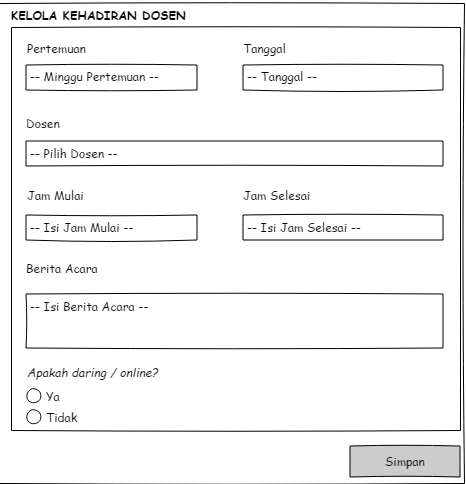 KELOLA KEHADIRAN DOSEN
Pertemuan
Tanggal
-- Minggu Pertemuan --
-- Tanggal --
Dosen
-- Pilih Dosen --
Jam Mulai
Jam Selesai
-- Isi Jam Mulai --
-- Isi Jam Selesai --
Berita Acara
-- Isi Berita Acara --
Apakah daring / online?
Ya
Tidak
Simpan